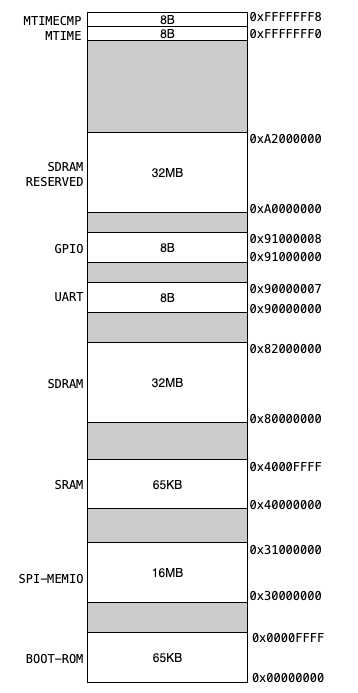 MTIMECMP 8B 0xFFFFFFF8
MTIME 8B 0xFFFFFFF0
0xA2000000
SDRAM
RESERVED
32MB
0xA0000000
0x91000008
GPIO 8B
0x91000000
0x90000007
UART 8B
0x90000000
0x82000000
SDRAM 32MB
0x80000000
0x4000FFFF
SRAM 65KB
0x40000000
0x31000000
16MB
SPI-MEMIO
0x30000000
0x0000FFFF
BOOT-ROM 65KB
0x00000000